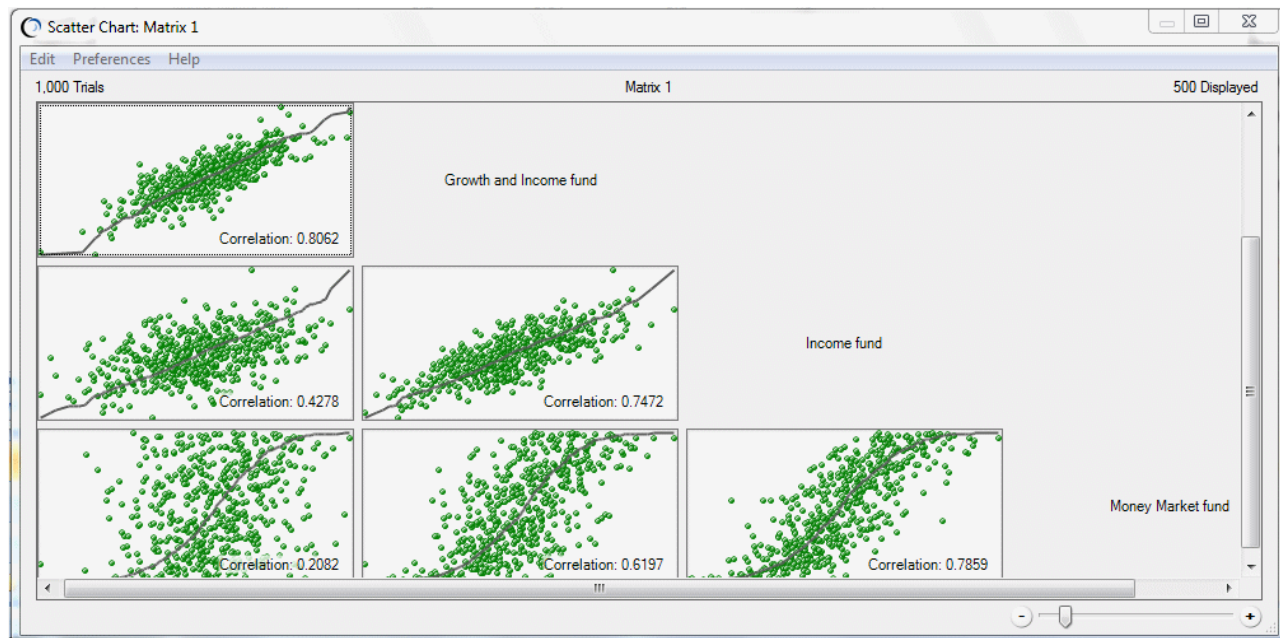 Scatter Chart: Matrix 1
Edit Preferences Help
1,000 Trials Matrix 1 500 Displayed
Growth and Income fund
Correlation: 0.8062
Income fund
Correlation: 0.4278 Correlation: 0.7472
Money Market fund
Correlation: 0.2082 Correlation: 0.6197 Correlation: 0.7859